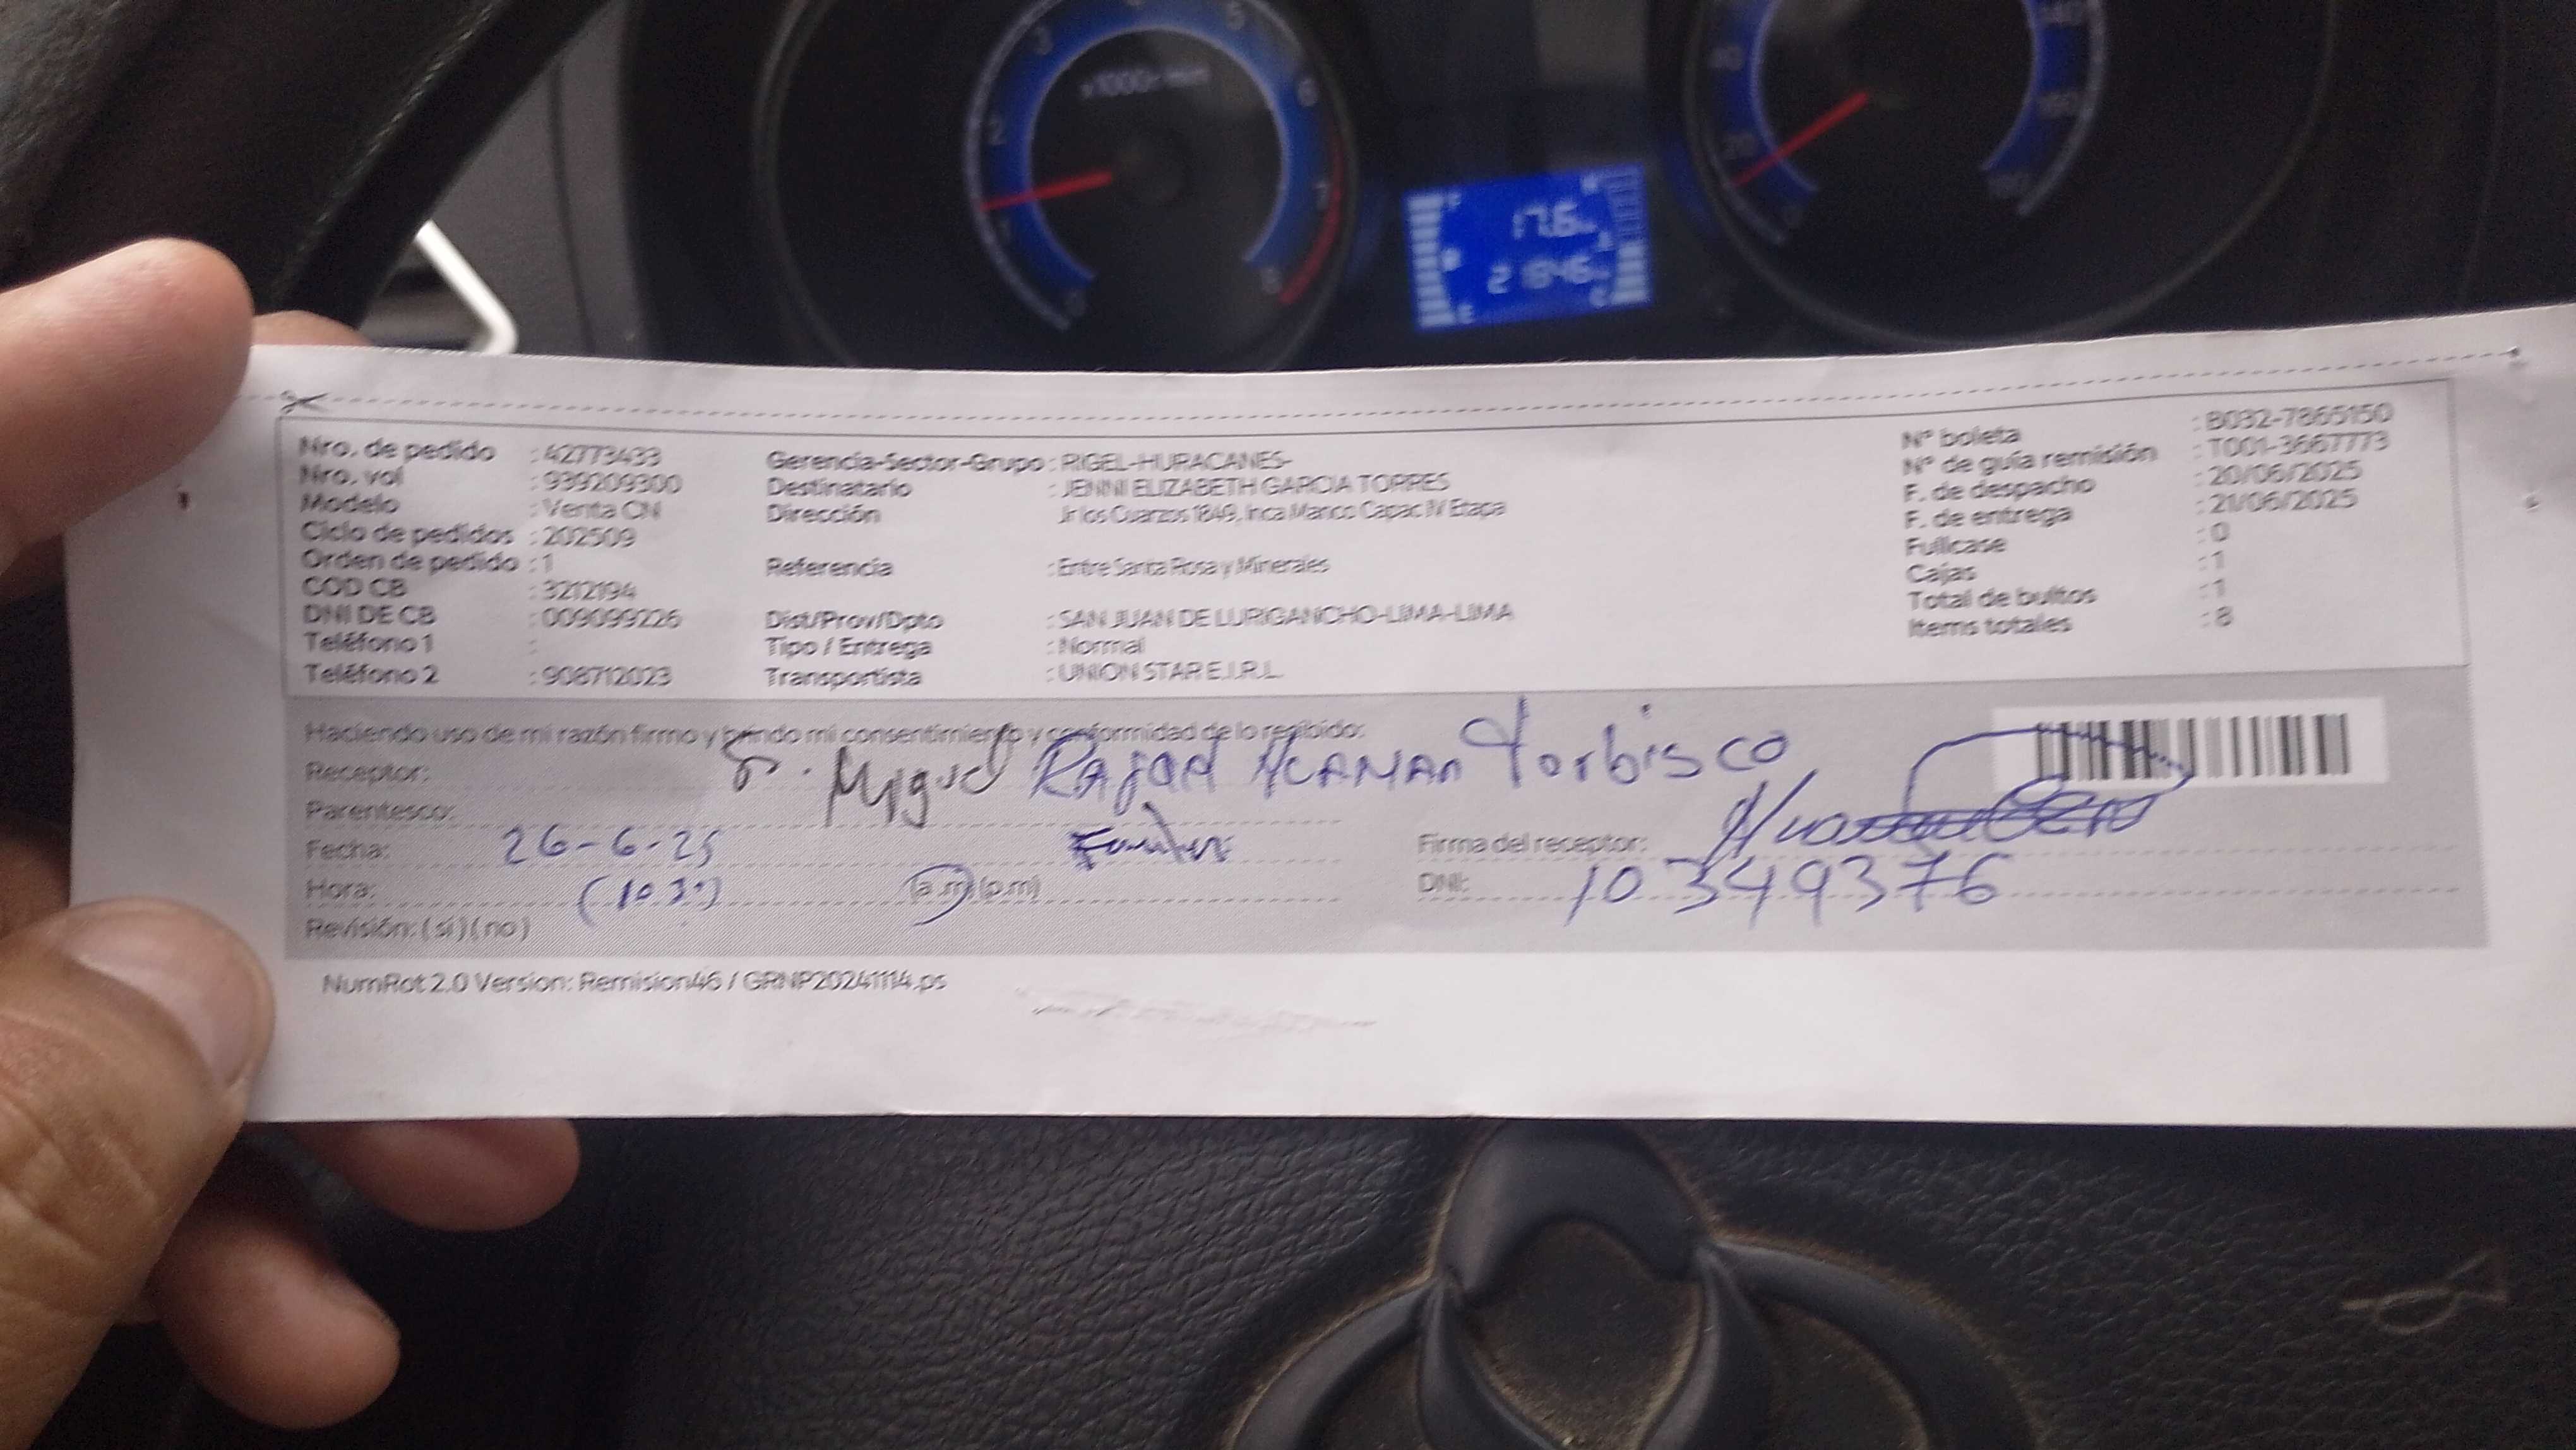 Nro. de pedido : 42773433
Nro. vol : 939209300
Modelo : Venta CN
Ciclo de pedidos : 202509
Orden de pedido : 1
COD CB : 3212194
DNI DE CB : 009099226
Teléfono 1 :
Teléfono 2 : 908712023
Gerencia-Sector-Grupo : RIGEL-HURACANES-
Destinatario : JENNI ELIZABETH GARCIA TORRES
Dirección Jr los Cuarzos 1849, Inca Manco Capac IV Etapa
Referencia : Entre Santa Rosa y Minerales
Dist/Prov/Dpto : SAN JUAN DE LURIGANCHO-LIMA-LIMA
Tipo / Entrega : Normal
Transportista : UNION STAR E.I.R.L.
N° boleta : B032-7865150
N° de guía remisión : T001-3667773
F. de despacho : 20/06/2025
F. de entrega : 21/06/2025
Fullcase : 0
Cajas : 1
Total de bultos : 1
Items totales : 8
Haciendo uso de mi razón firmo y brindo mi consentimiento y conformidad de lo recibido:
Receptor: Miguel Huaman Torbisco
Parentesco:
Fecha: 26-6-25
Hora: (10 3 ) (a.m) (p.m)
Revisión: (si) (no)
Firma del receptor:
DNI: 10349376
NumRot 2.0 Version: Remision46 / GRNP20241114.ps
x1000r/min
17.6
21846